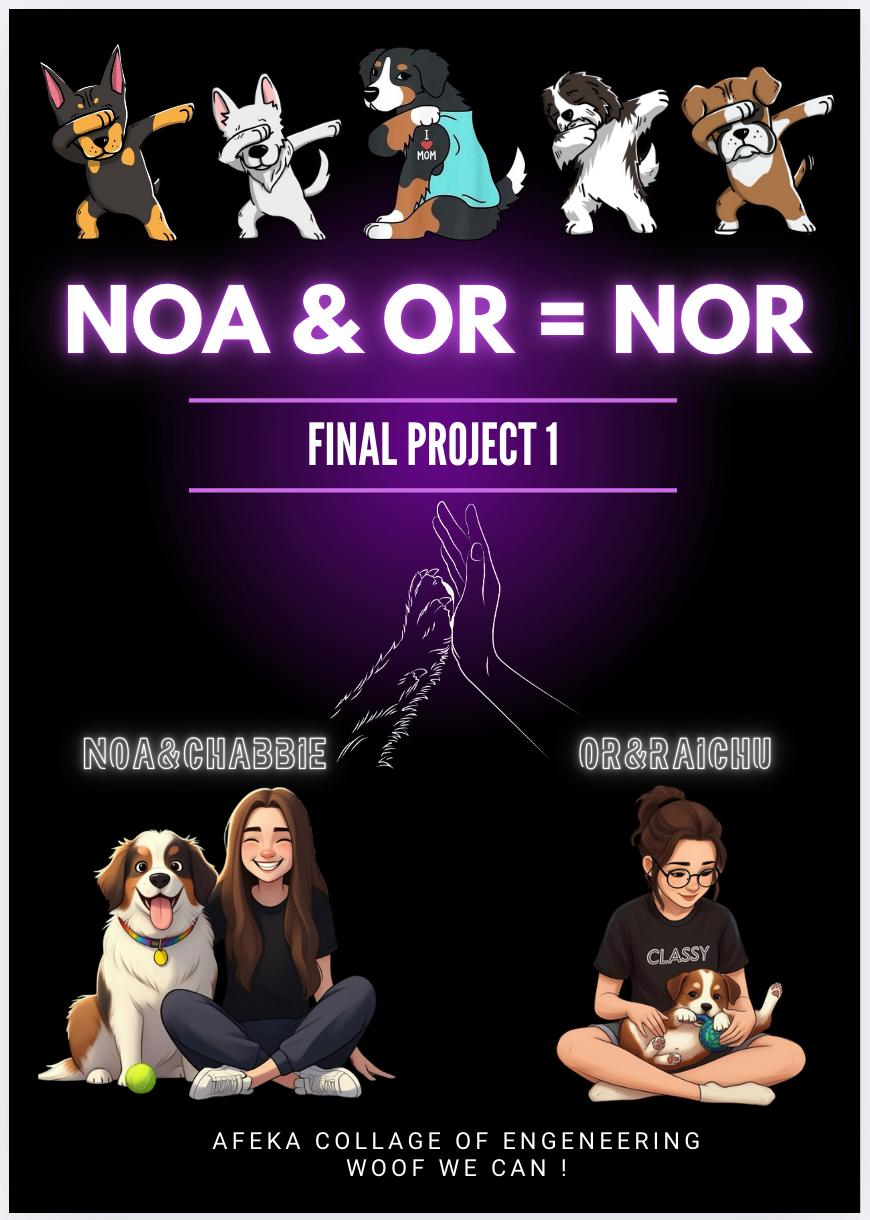 I
MOM
NOA & OR = NOR
FINAL PROJECT 1
NOA&CHABBIE
OR&RAICHU
CLASSY
AFEKA COLLAGE OF ENGENEERING
WOOF WE CAN !